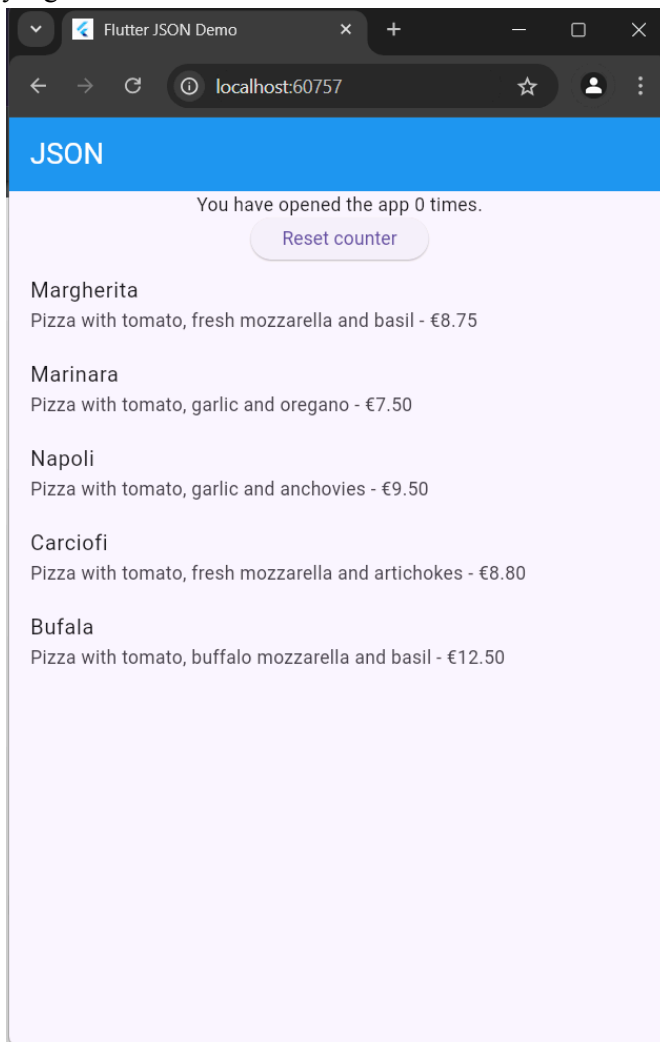 Flutter JSON Demo
localhost:60757
JSON
You have opened the app 0 times.
Reset counter
Margherita
Pizza with tomato, fresh mozzarella and basil - €8.75
Marinara
Pizza with tomato, garlic and oregano - €7.50
Napoli
Pizza with tomato, garlic and anchovies - €9.50
Carciofi
Pizza with tomato, fresh mozzarella and artichokes - €8.80
Bufala
Pizza with tomato, buffalo mozzarella and basil - €12.50